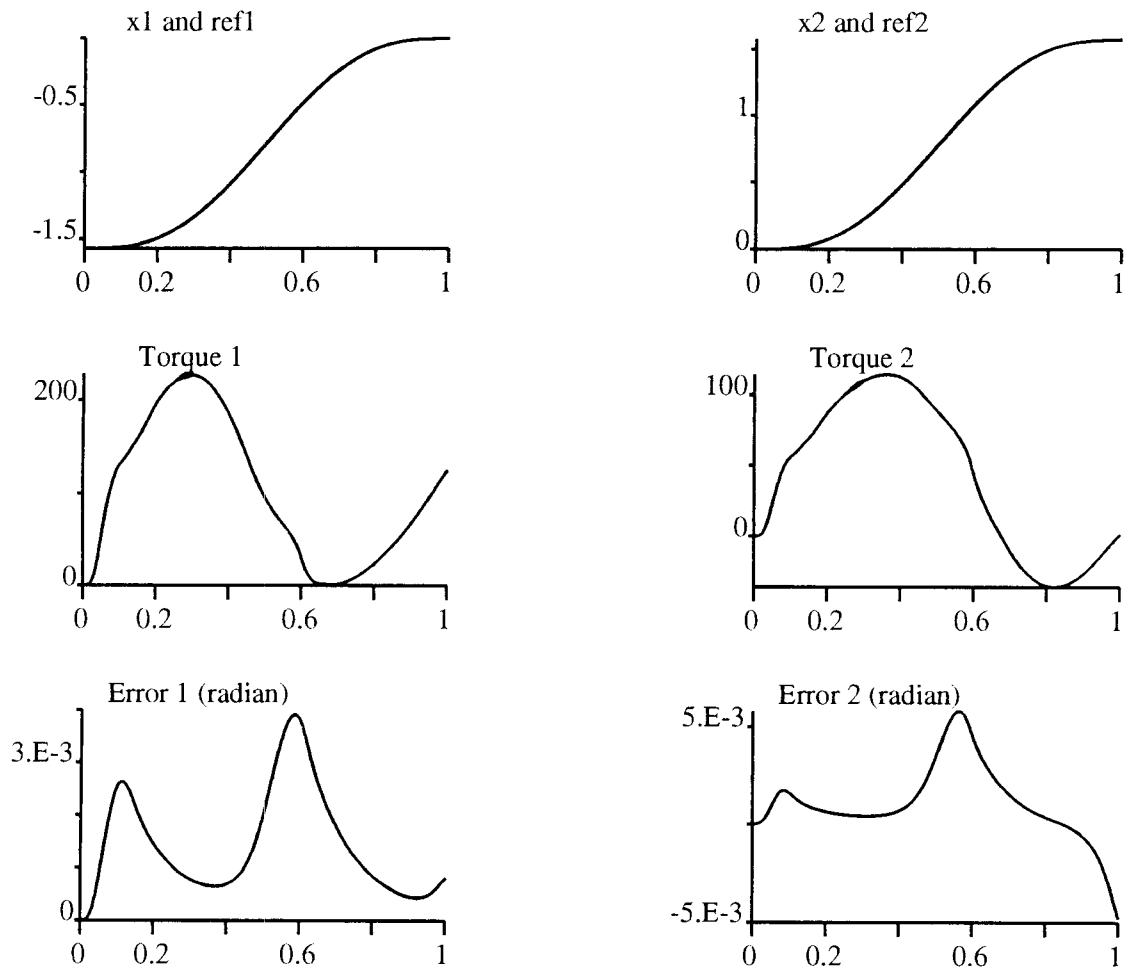 x1 and ref1
-0.5
-1.5
0 0.2 0.6 1
x2 and ref2
1
0
0 0.2 0.6 1
Torque 1
200
0
0 0.2 0.6 1
Torque 2
100
0
0 0.2 0.6 1
Error 1 (radian)
3.E-3
0
0 0.2 0.6 1
Error 2 (radian)
5.E-3
-5.E-3
0 0.2 0.6 1